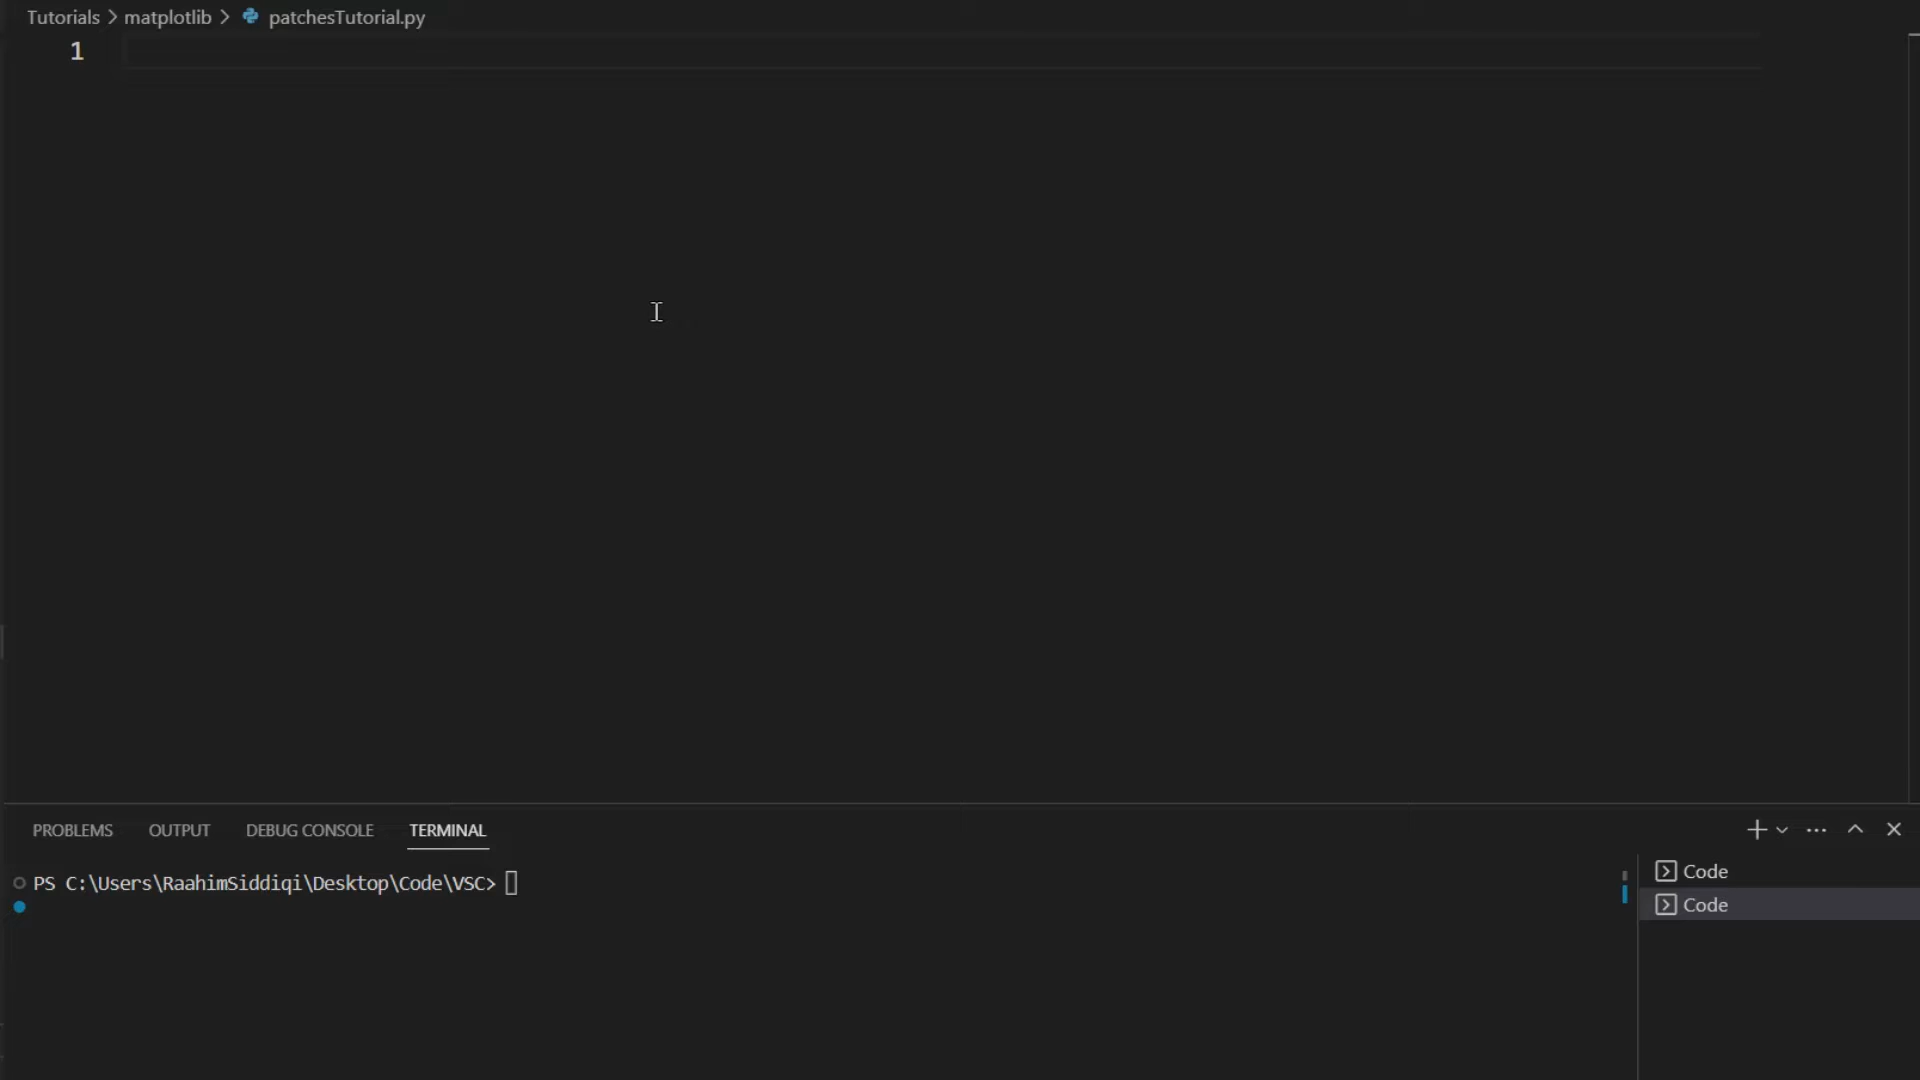 Tutorials > matplotlib > patchesTutorial.py
1
PROBLEMS OUTPUT DEBUG CONSOLE TERMINAL
PS C:\Users\RaahimSiddiqi\Desktop\Code\VSC>
Code
Code